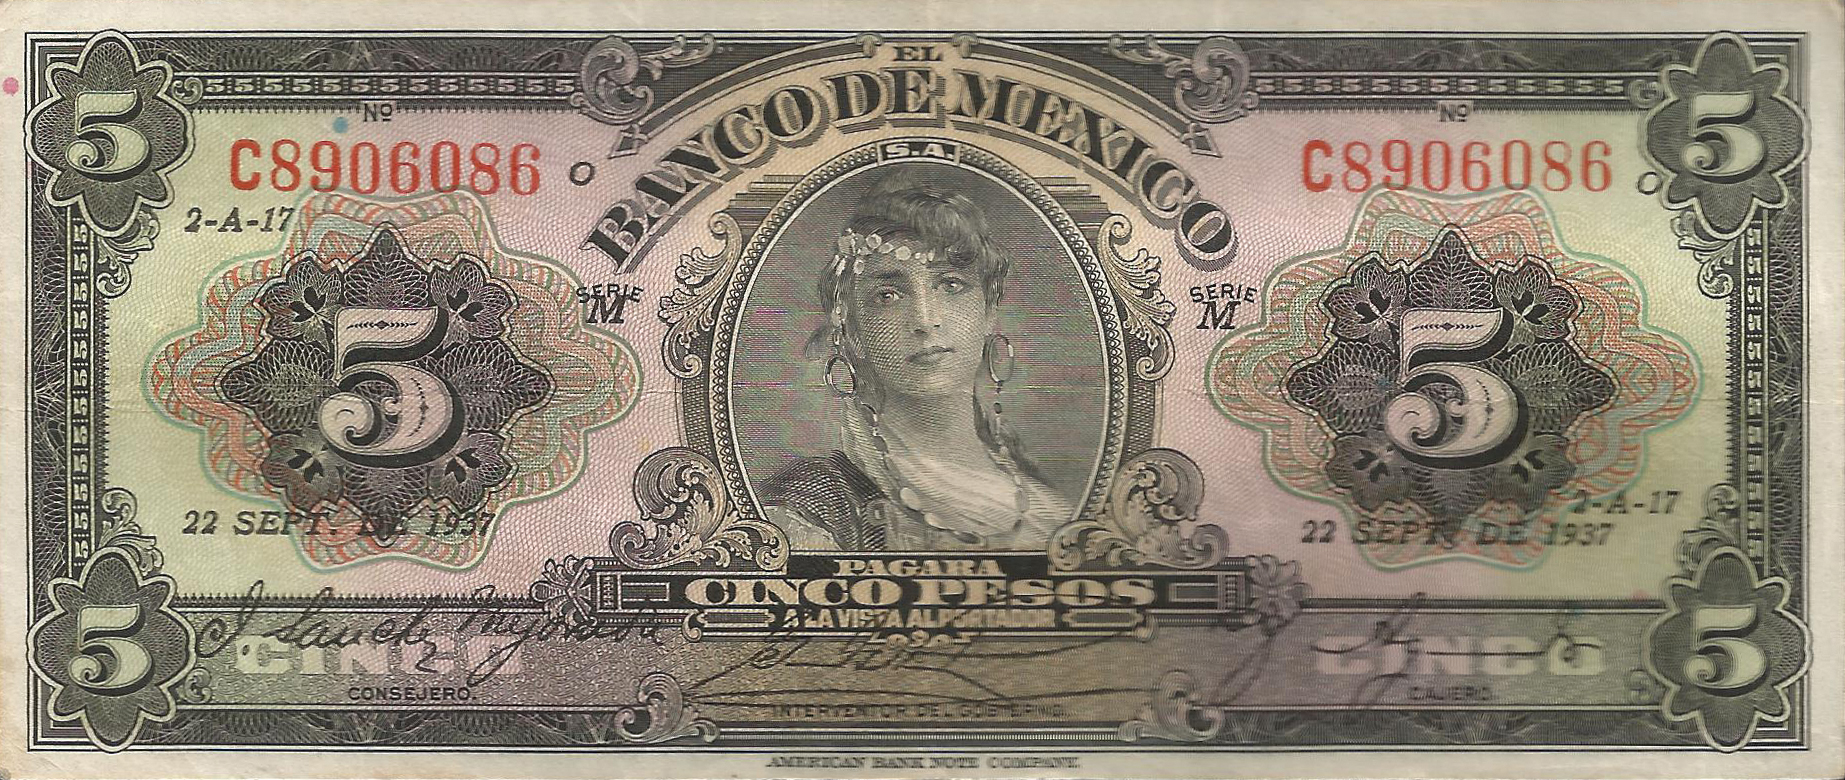 5
5
EL
BANCO DE MEXICO
S.A.
Nº
C8906086 O
2-A-17
Nº
C8906086 O
SERIE
M
SERIE
M
5
5
2-A-17
22 SEPT. DE 1937
22 SEPT. DE 1937
PAGARA
CINCO PESOS
A LA VISTA AL PORTADOR
5
CINCO
CONSEJERO.
INTERVENTOR DEL GOBIERNO.
CINCO
CAJERO.
5
AMERICAN BANK NOTE COMPANY.